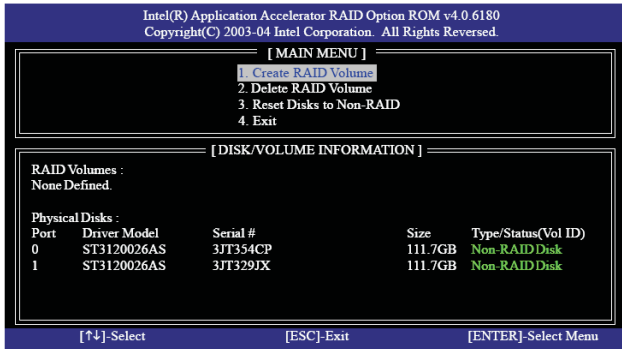 Intel(R) Application Accelerator RAID Option ROM v4.0.6180
Copyright(C) 2003-04 Intel Corporation. All Rights Reversed.
[ MAIN MENU ]
1. Create RAID Volume
2. Delete RAID Volume
3. Reset Disks to Non-RAID
4. Exit
[ DISK/VOLUME INFORMATION ]
RAID Volumes :
None Defined.
Physical Disks :
Port Driver Model Serial # Size Type/Status(Vol ID)
0 ST3120026AS 3JT354CP 111.7GB Non-RAID Disk
1 ST3120026AS 3JT329JX 111.7GB Non-RAID Disk
[↑↓]-Select [ESC]-Exit [ENTER]-Select Menu